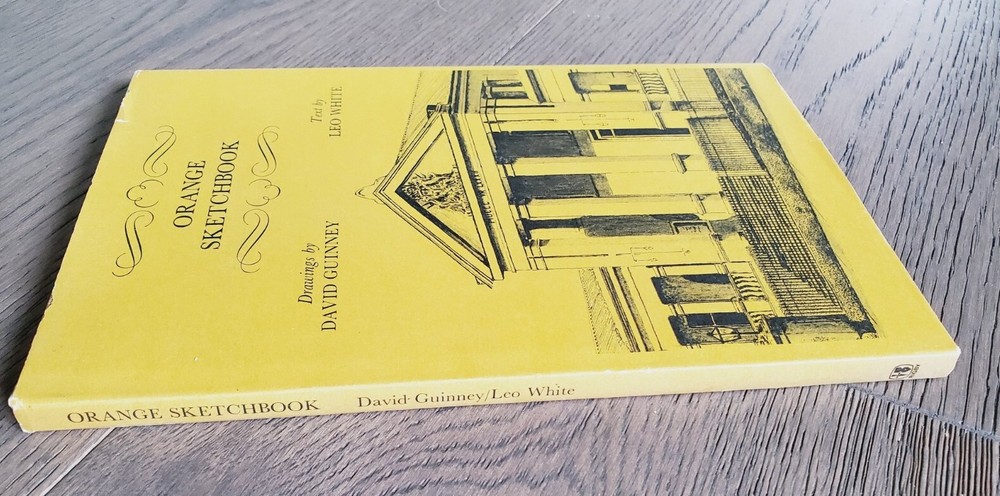 ORANGE
SKETCHBOOK
Drawings by
DAVID GUINNEY
Text by
LEO WHITE
ORANGE SKETCHBOOK David Guinney/Leo White